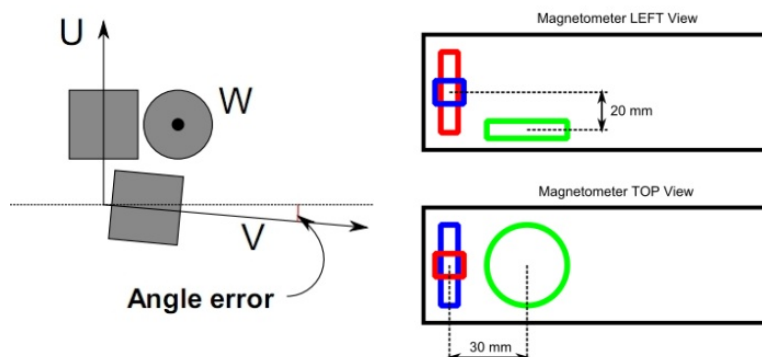 U
W
V
Angle error
Magnetometer LEFT View
20 mm
Magnetometer TOP View
30 mm